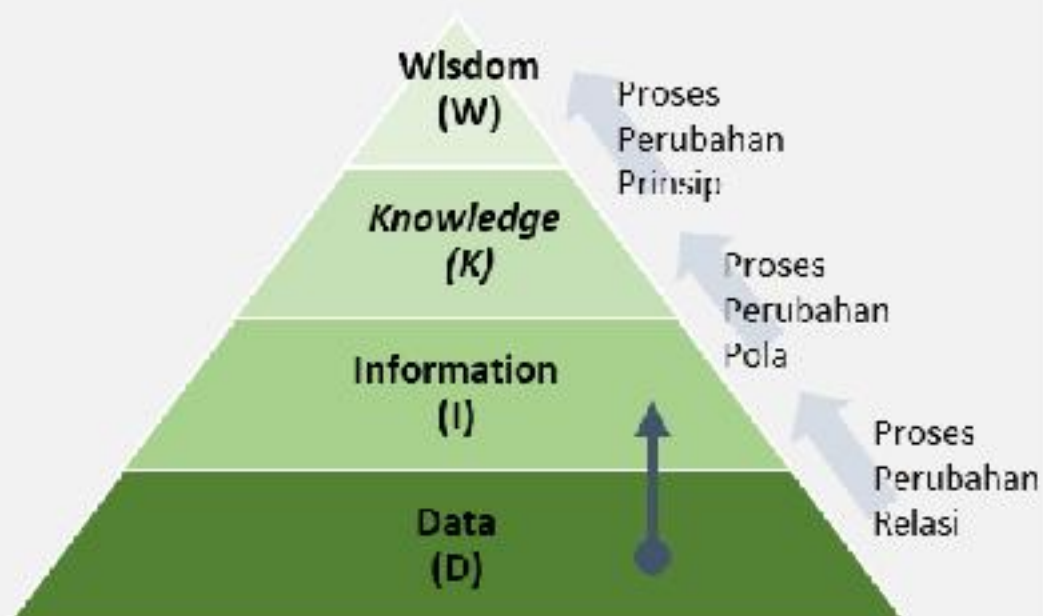 Wisdom
(W)
Proses
Perubahan
Prinsip
Knowledge
(K)
Proses
Perubahan
Pola
Information
(I)
Proses
Perubahan
Relasi
Data
(D)